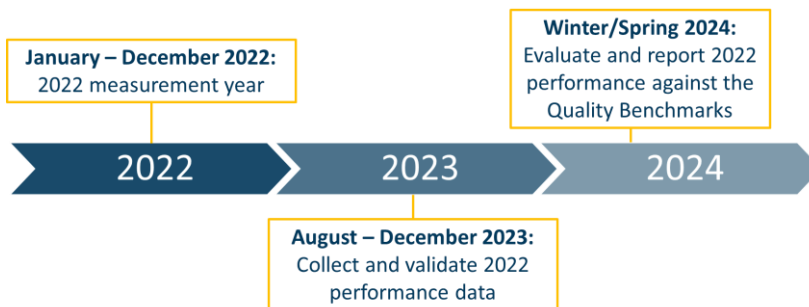 January – December 2022:
2022 measurement year
Winter/Spring 2024:
Evaluate and report 2022
performance against the
Quality Benchmarks
2022
2023
2024
August – December 2023:
Collect and validate 2022
performance data